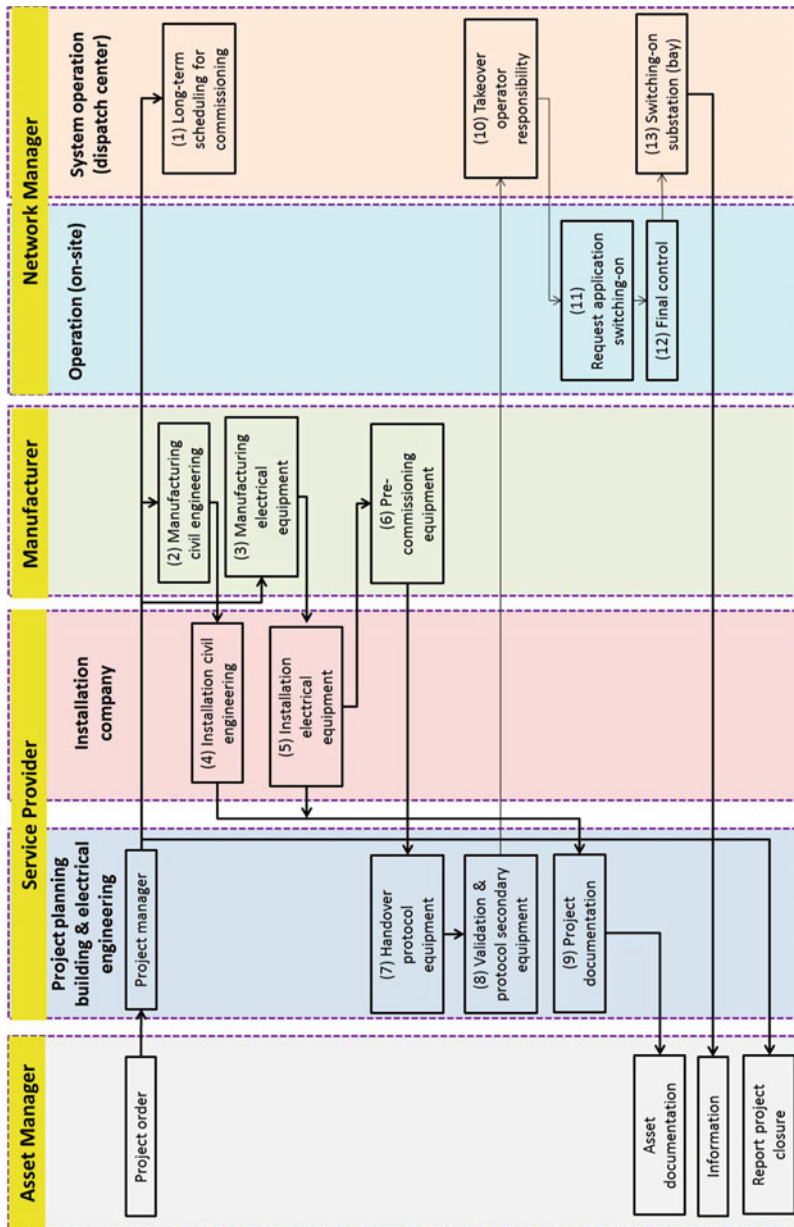 Asset Manager
Service Provider
Manufacturer
Network Manager
Project planning
building & electrical
engineering
Installation
company
Operation (on-site)
System operation
(dispatch center)
Project order
Project manager
(1) Long-term
scheduling for
commissioning
(2) Manufacturing
civil engineering
(3) Manufacturing
electrical
equipment
(4) Installation civil
engineering
(5) Installation
electrical
equipment
(6) Pre-
commissioning
equipment
(7) Handover
protocol
equipment
(8) Validation &
protocol secondary
equipment
(9) Project
documentation
(10) Takeover
operator
responsibility
(11)
Request application
switching-on
(12) Final control
(13) Switching-on
substation (bay)
Asset
documentation
Information
Report project
closure